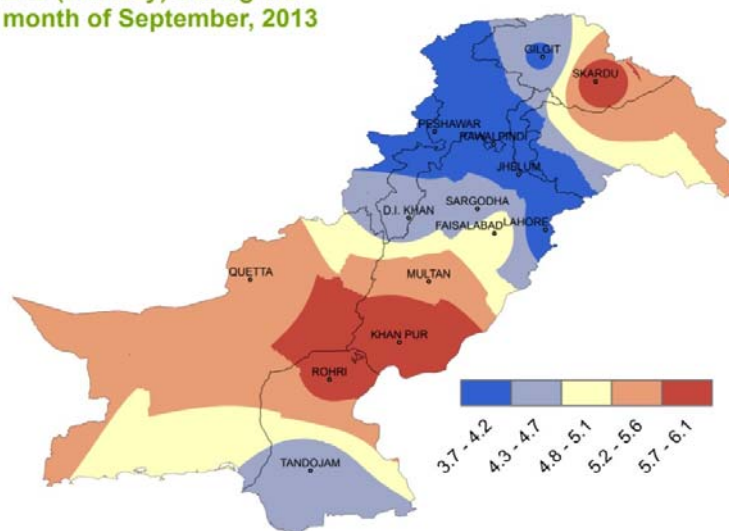 month of September, 2013
GILGIT
SKARDU
PESHAWAR
RAWALPINDI
JHELUM
SARGODHA
D.I. KHAN
FAISALABAD
LAHORE
QUETTA
MULTAN
KHAN PUR
ROHRI
TANDOJAM
3.7 - 4.2
4.3 - 4.7
4.8 - 5.1
5.2 - 5.6
5.7 - 6.1